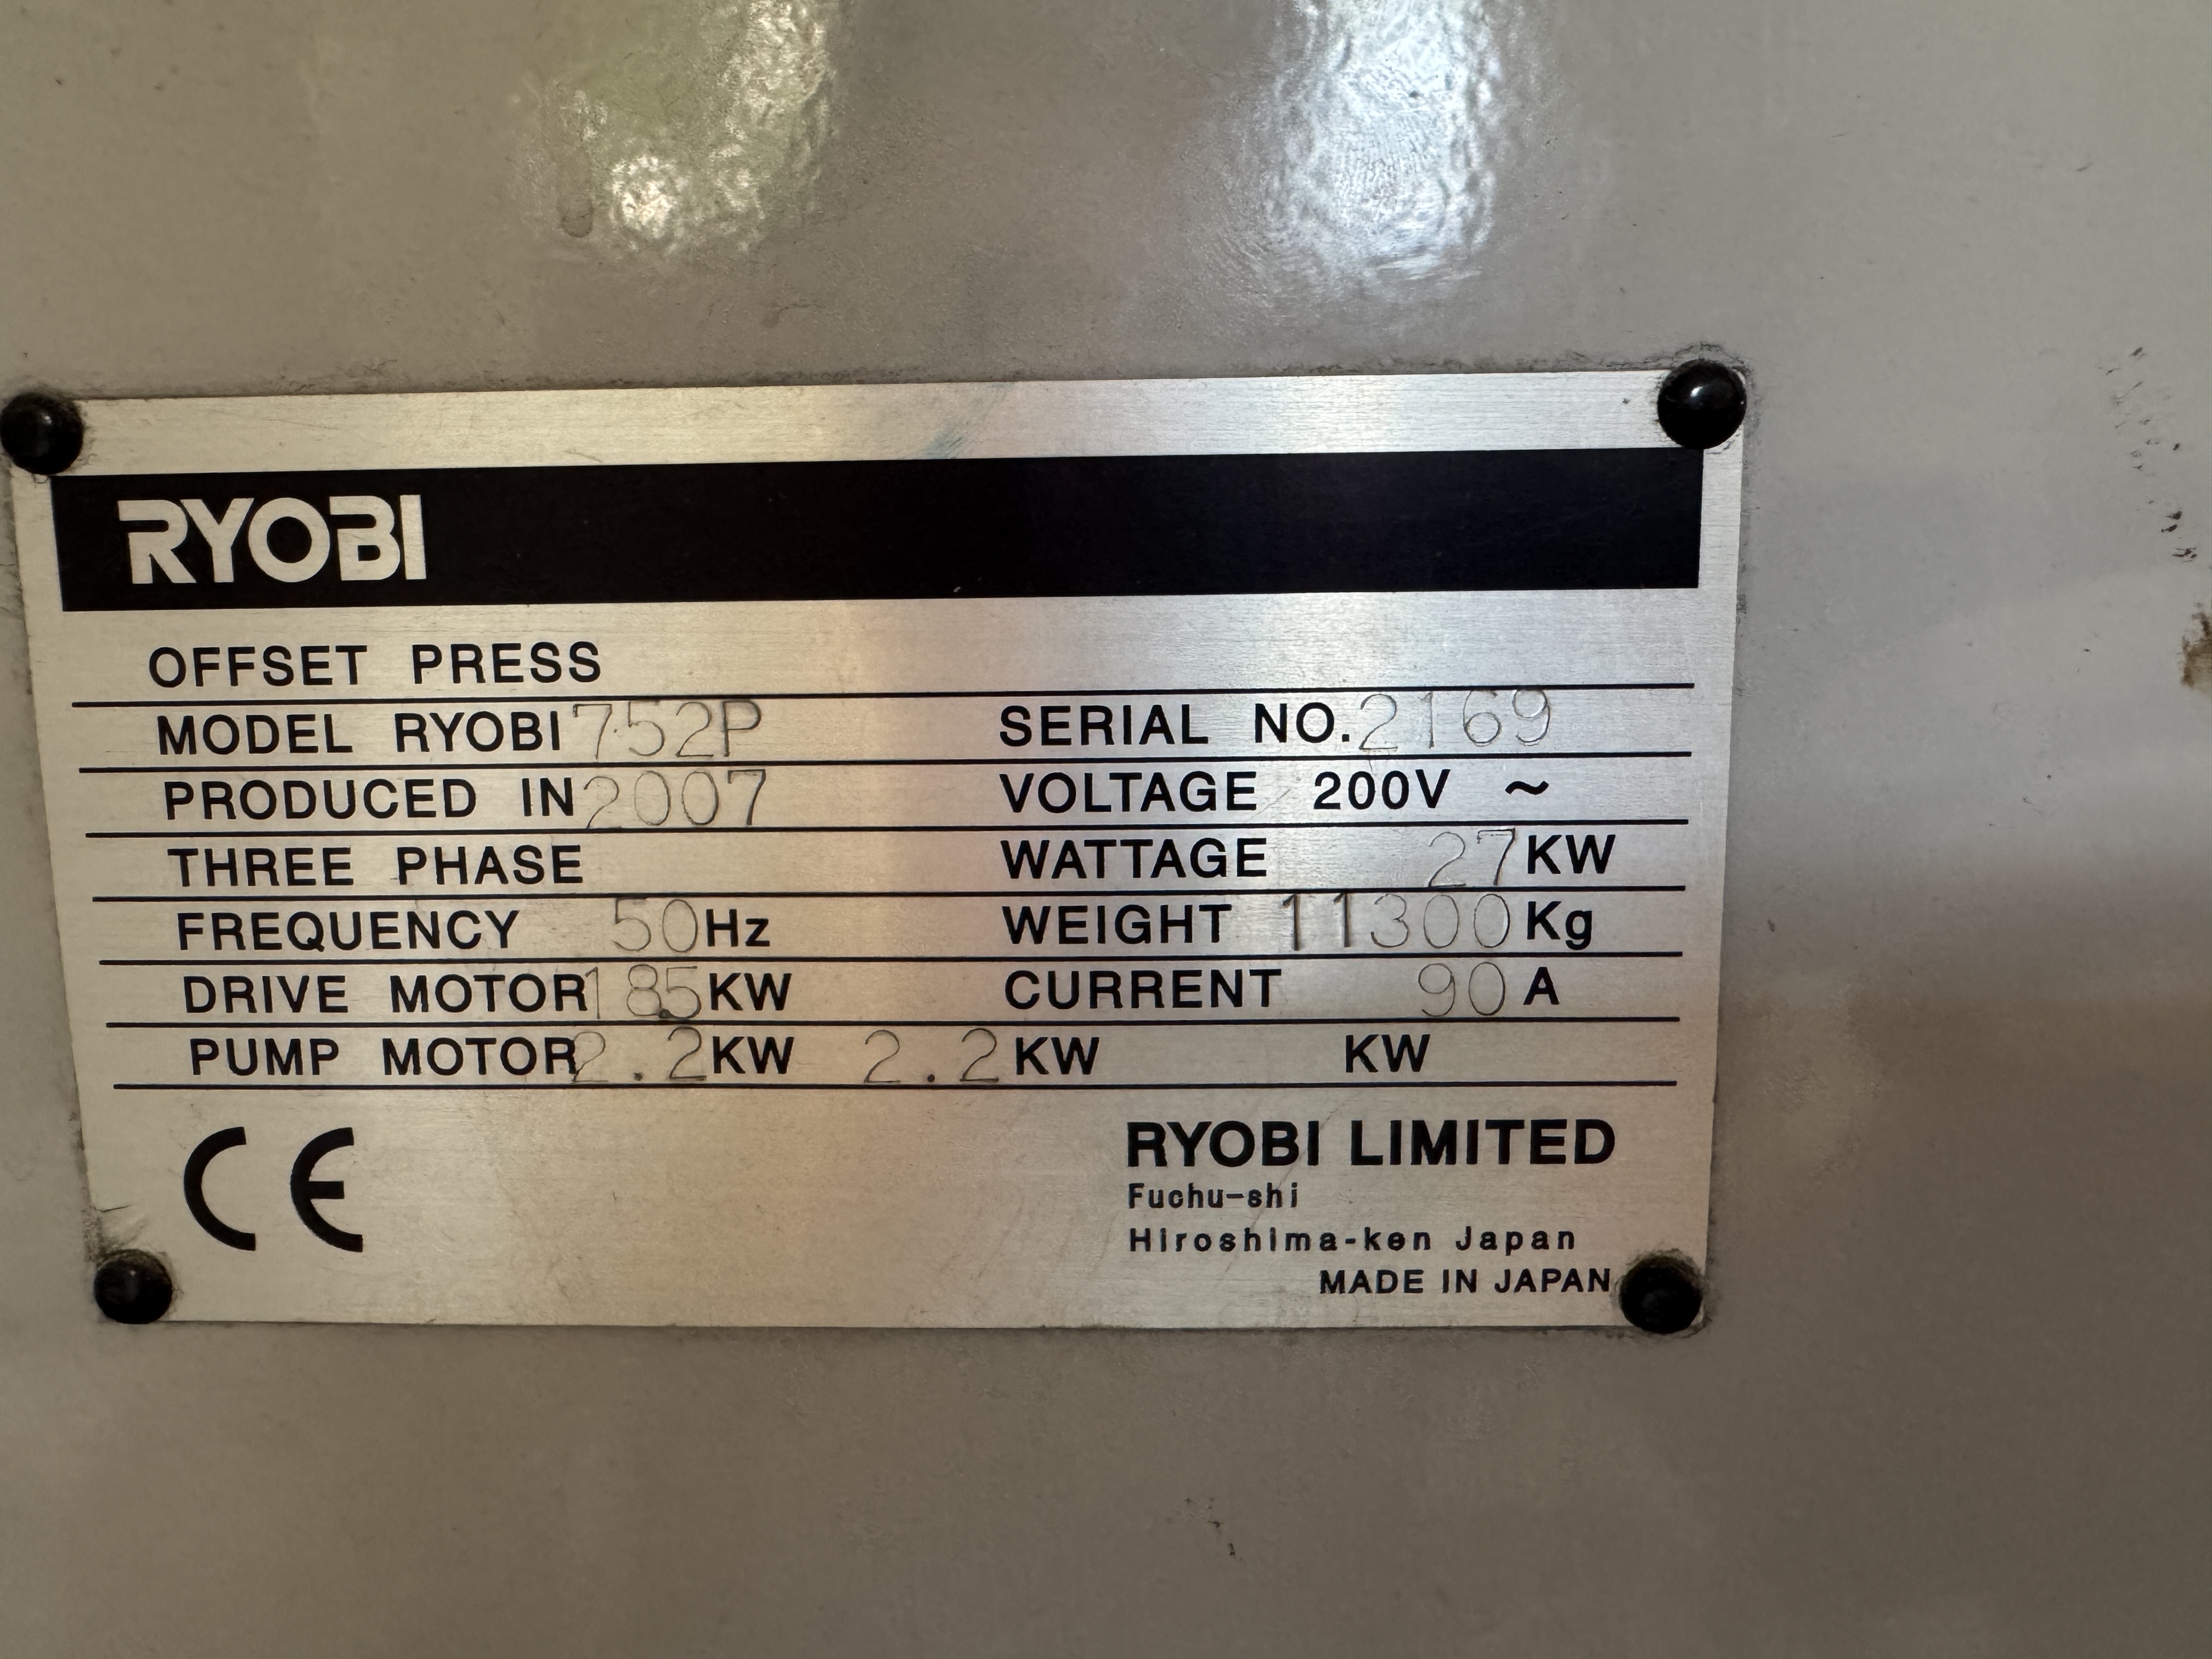 RYOBI
OFFSET PRESS
MODEL RYOBI 752P SERIAL NO. 2169
PRODUCED IN 2007 VOLTAGE 200V ~
THREE PHASE WATTAGE 27 KW
FREQUENCY 50 Hz WEIGHT 11300 Kg
DRIVE MOTOR 18.5 KW CURRENT 90 A
PUMP MOTOR 2.2 KW 2.2 KW KW
CE
RYOBI LIMITED
Fuchu-shi
Hiroshima-ken Japan
MADE IN JAPAN